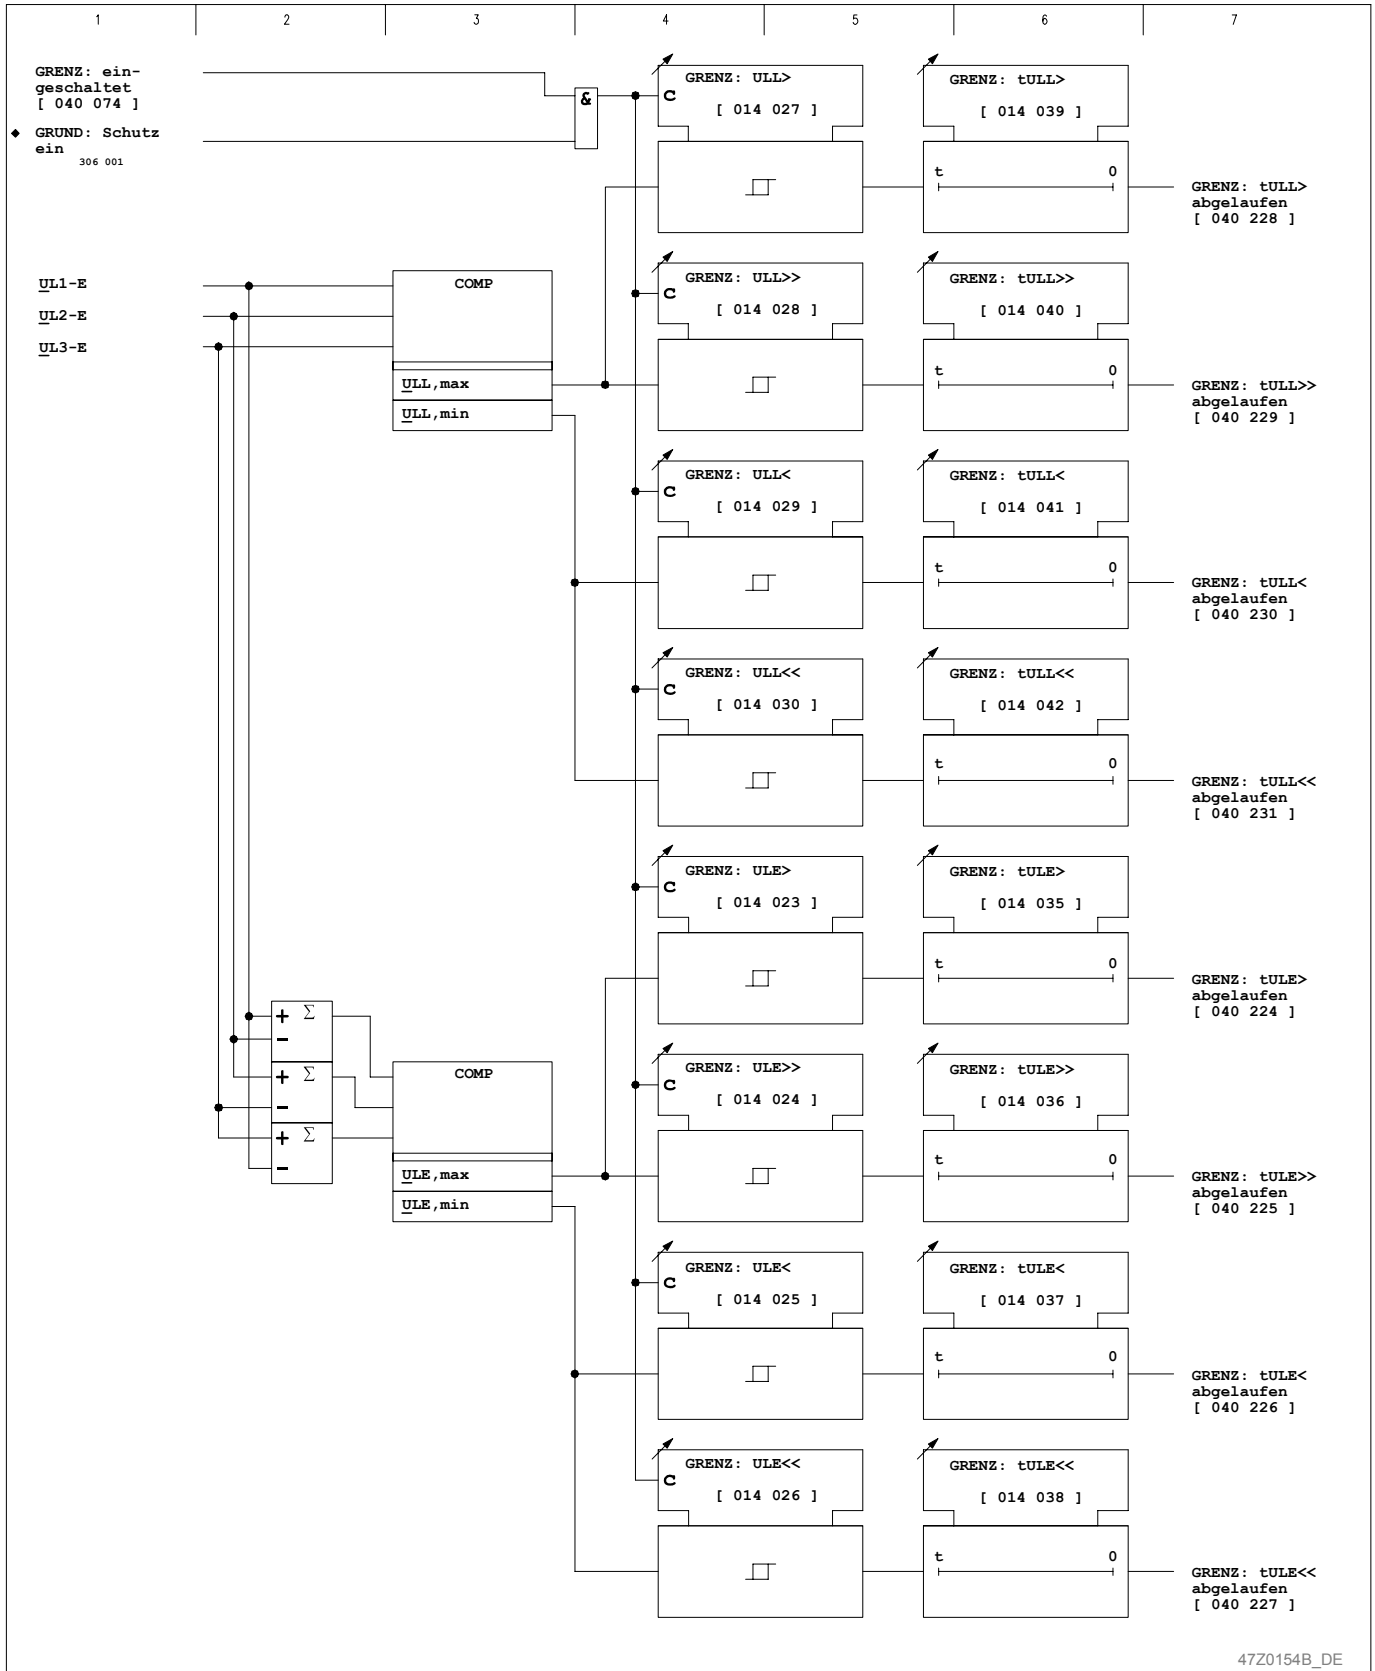 1 2 3 4 5 6 7
GRENZ: ein-
geschaltet
[ 040 074 ]
◆ GRUND: Schutz
ein
306 001
&
C GRENZ: ULL>
[ 014 027 ]
GRENZ: tULL>
[ 014 039 ]
t 0
GRENZ: tULL>
abgelaufen
[ 040 228 ]
UL1-E
UL2-E
UL3-E
COMP
ULL,max
ULL,min
C GRENZ: ULL>>
[ 014 028 ]
GRENZ: tULL>>
[ 014 040 ]
t 0
GRENZ: tULL>>
abgelaufen
[ 040 229 ]
C GRENZ: ULL<
[ 014 029 ]
GRENZ: tULL<
[ 014 041 ]
t 0
GRENZ: tULL<
abgelaufen
[ 040 230 ]
C GRENZ: ULL<<
[ 014 030 ]
GRENZ: tULL<<
[ 014 042 ]
t 0
GRENZ: tULL<<
abgelaufen
[ 040 231 ]
C GRENZ: ULE>
[ 014 023 ]
GRENZ: tULE>
[ 014 035 ]
t 0
GRENZ: tULE>
abgelaufen
[ 040 224 ]
+ Σ
-
+ Σ
-
+ Σ
-
COMP
ULE,max
ULE,min
C GRENZ: ULE>>
[ 014 024 ]
GRENZ: tULE>>
[ 014 036 ]
t 0
GRENZ: tULE>>
abgelaufen
[ 040 225 ]
C GRENZ: ULE<
[ 014 025 ]
GRENZ: tULE<
[ 014 037 ]
t 0
GRENZ: tULE<
abgelaufen
[ 040 226 ]
C GRENZ: ULE<<
[ 014 026 ]
GRENZ: tULE<<
[ 014 038 ]
t 0
GRENZ: tULE<<
abgelaufen
[ 040 227 ]
47Z0154B_DE